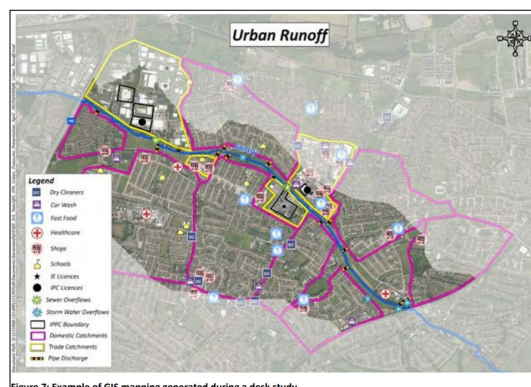 Urban Runoff
Legend
Dry Cleaners
Car Wash
Fast Food
Healthcare
Shops
Schools
IE Licences
IPC Licences
Sewer Overflows
Storm Water Overflows
IPPC Boundary
Domestic Catchments
Trade Catchments
Pipe Discharge
Figure 7: Example of GIS mapping generated during a desk study